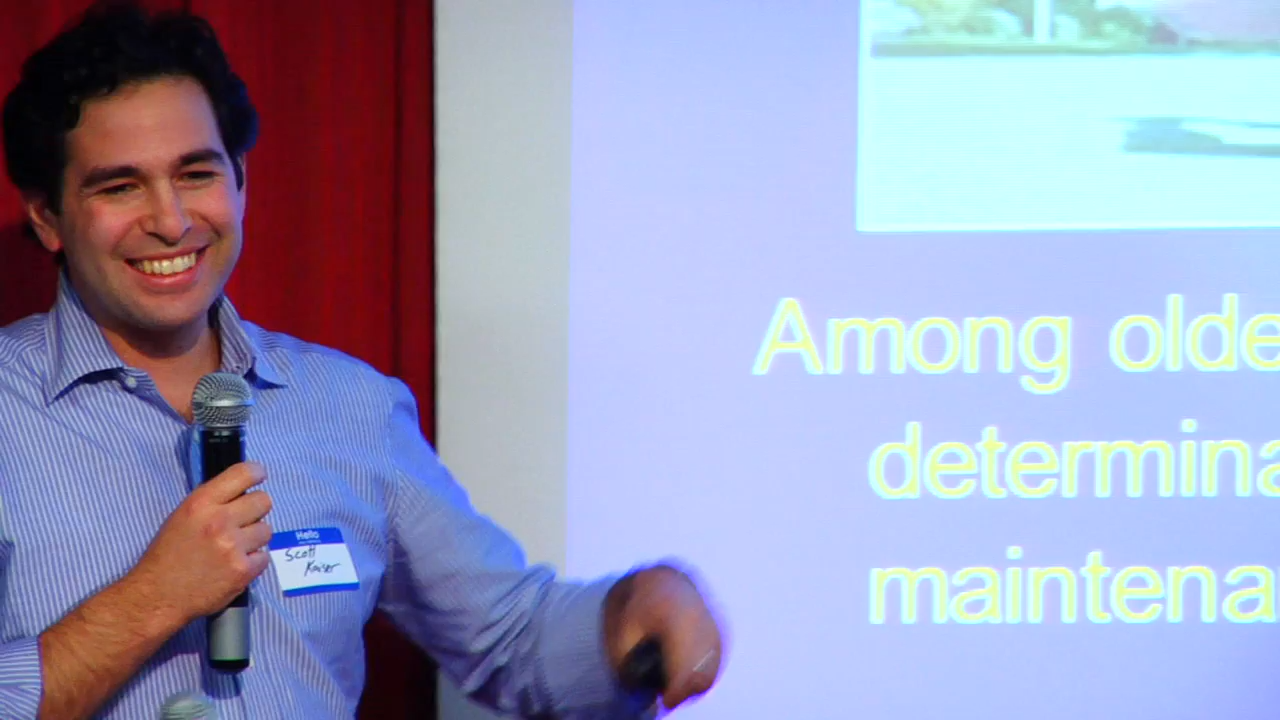 Hello
Scott
Kaiser
Among olde
determina
maintena